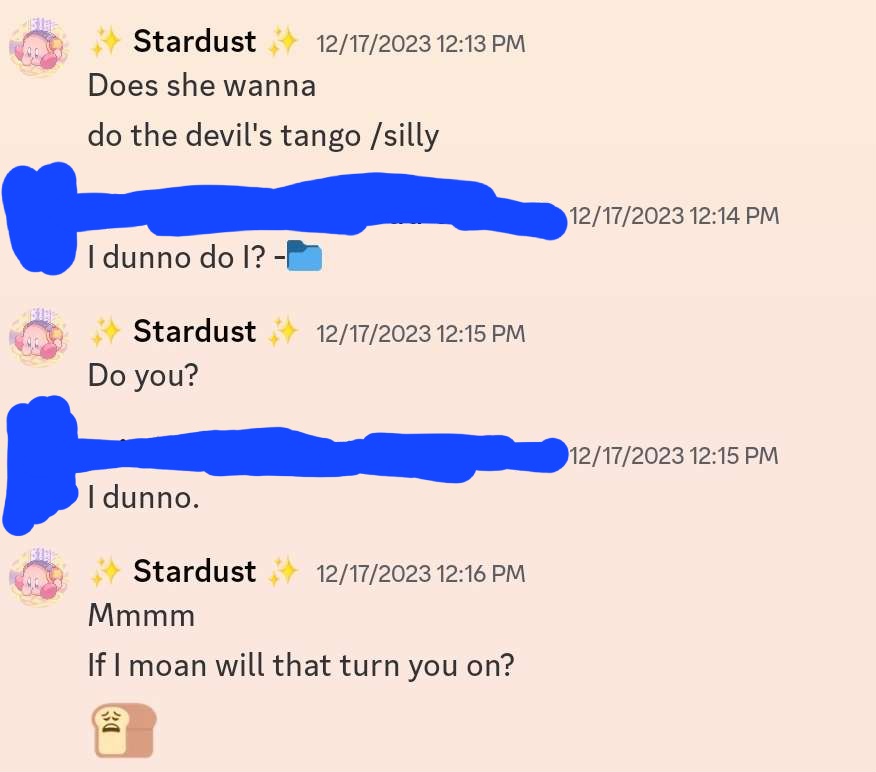 ✨ Stardust ✨ 12/17/2023 12:13 PM
Does she wanna
do the devil's tango /silly
12/17/2023 12:14 PM
I dunno do I? -📁
✨ Stardust ✨ 12/17/2023 12:15 PM
Do you?
12/17/2023 12:15 PM
I dunno.
✨ Stardust ✨ 12/17/2023 12:16 PM
Mmmm
If I moan will that turn you on?